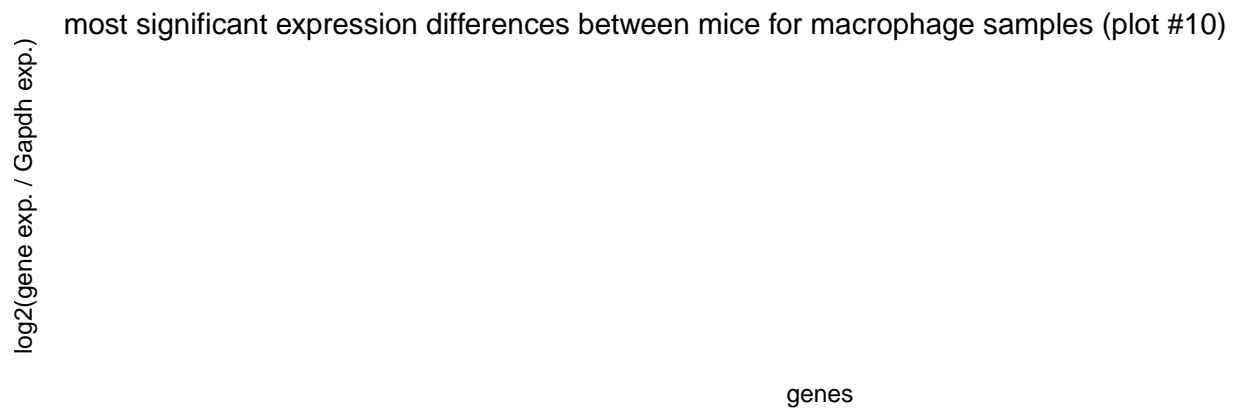 most significant expression differences between mice for macrophage samples (plot #10)
log2(gene exp. / Gapdh exp.)
genes